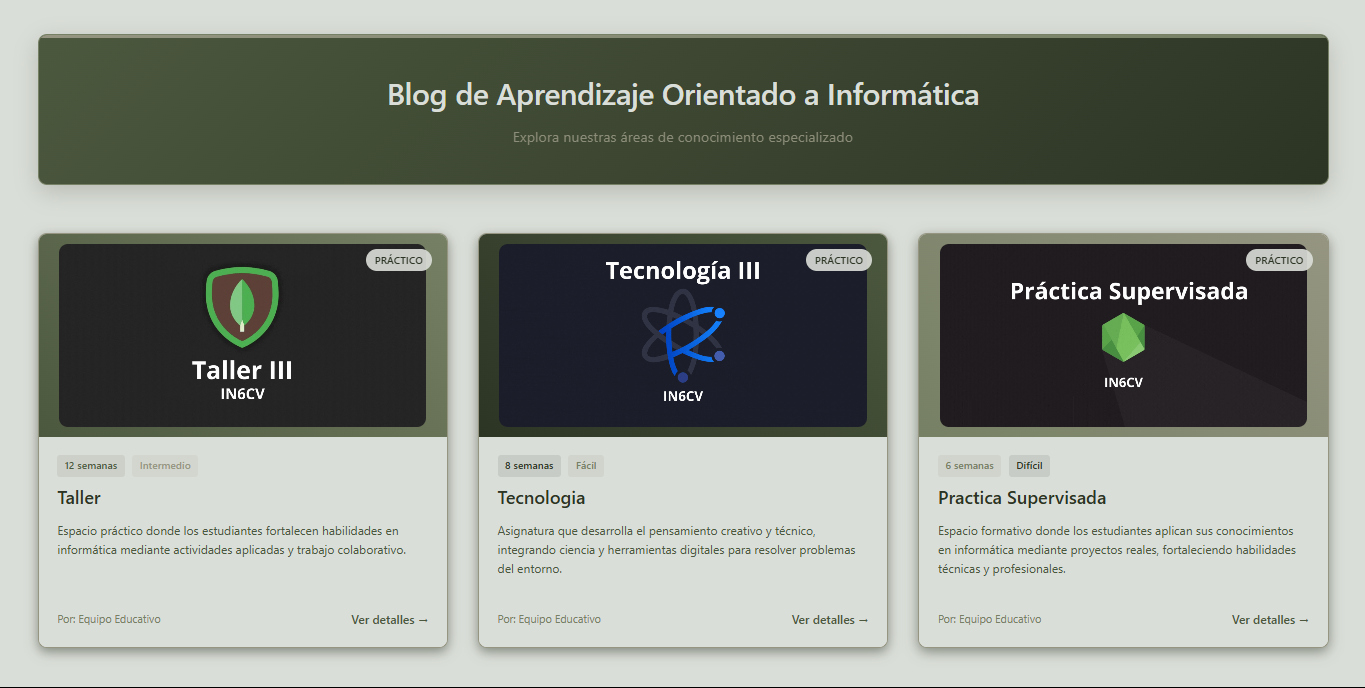 Blog de Aprendizaje Orientado a Informática
Explora nuestras áreas de conocimiento especializado
PRÁCTICO
Taller III
IN6CV
12 semanas
Intermedio
Taller
Espacio práctico donde los estudiantes fortalecen habilidades en
informática mediante actividades aplicadas y trabajo colaborativo.
Por: Equipo Educativo
Ver detalles →
PRÁCTICO
Tecnología III
IN6CV
8 semanas
Fácil
Tecnologia
Asignatura que desarrolla el pensamiento creativo y técnico,
integrando ciencia y herramientas digitales para resolver problemas
del entorno.
Por: Equipo Educativo
Ver detalles →
PRÁCTICO
Práctica Supervisada
IN6CV
6 semanas
Difícil
Practica Supervisada
Espacio formativo donde los estudiantes aplican sus conocimientos
en informática mediante proyectos reales, fortaleciendo habilidades
técnicas y profesionales.
Por: Equipo Educativo
Ver detalles →